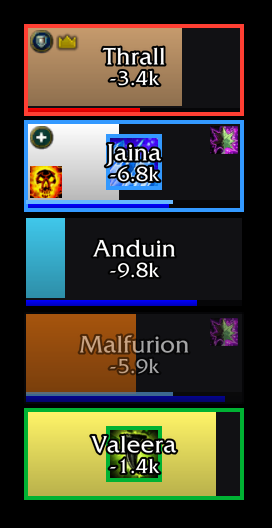 Thrall
-3.4k
Jaina
-6.8k
Anduin
-9.8k
Malfurion
-5.9k
Valeera
-1.4k